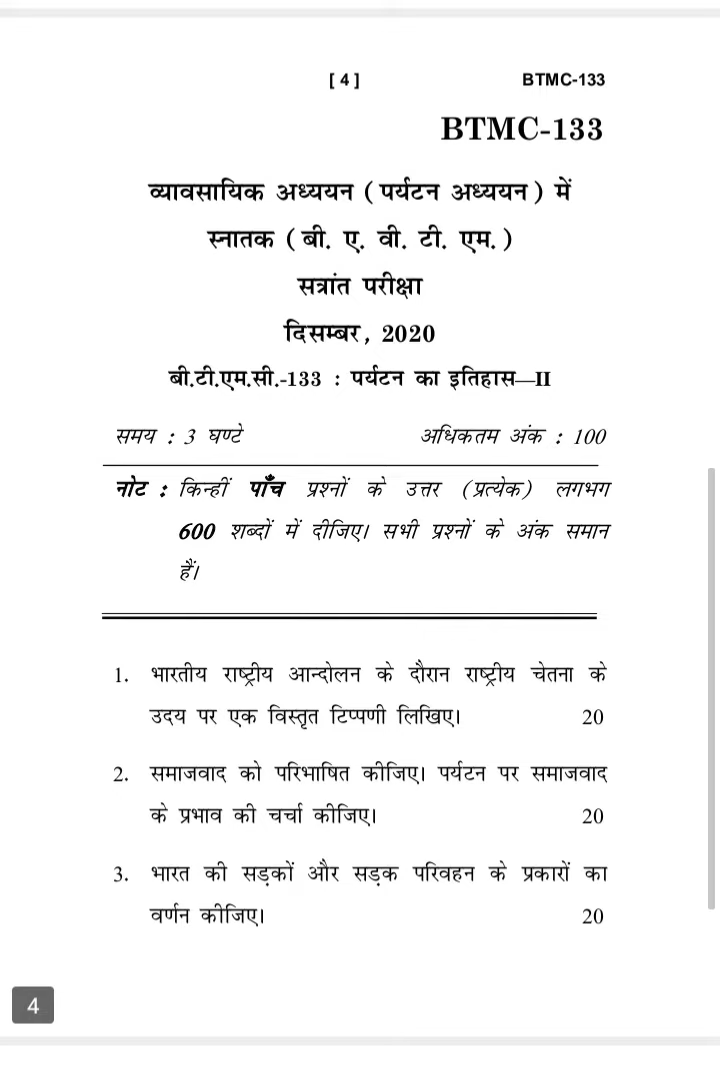 [ 4 ] BTMC-133
BTMC-133
व्यावसायिक अध्ययन ( पर्यटन अध्ययन ) में
स्नातक ( बी. ए. वी. टी. एम. )
सत्रांत परीक्षा
दिसम्बर, 2020
बी.टी.एम.सी.-133 : पर्यटन का इतिहास—II
समय : 3 घण्टे अधिकतम अंक : 100
नोट : किन्हीं पाँच प्रश्नों के उत्तर (प्रत्येक) लगभग
600 शब्दों में दीजिए। सभी प्रश्नों के अंक समान
हैं।
1. भारतीय राष्ट्रीय आन्दोलन के दौरान राष्ट्रीय चेतना के
उदय पर एक विस्तृत टिप्पणी लिखिए। 20
2. समाजवाद को परिभाषित कीजिए। पर्यटन पर समाजवाद
के प्रभाव की चर्चा कीजिए। 20
3. भारत की सड़कों और सड़क परिवहन के प्रकारों का
वर्णन कीजिए। 20
4